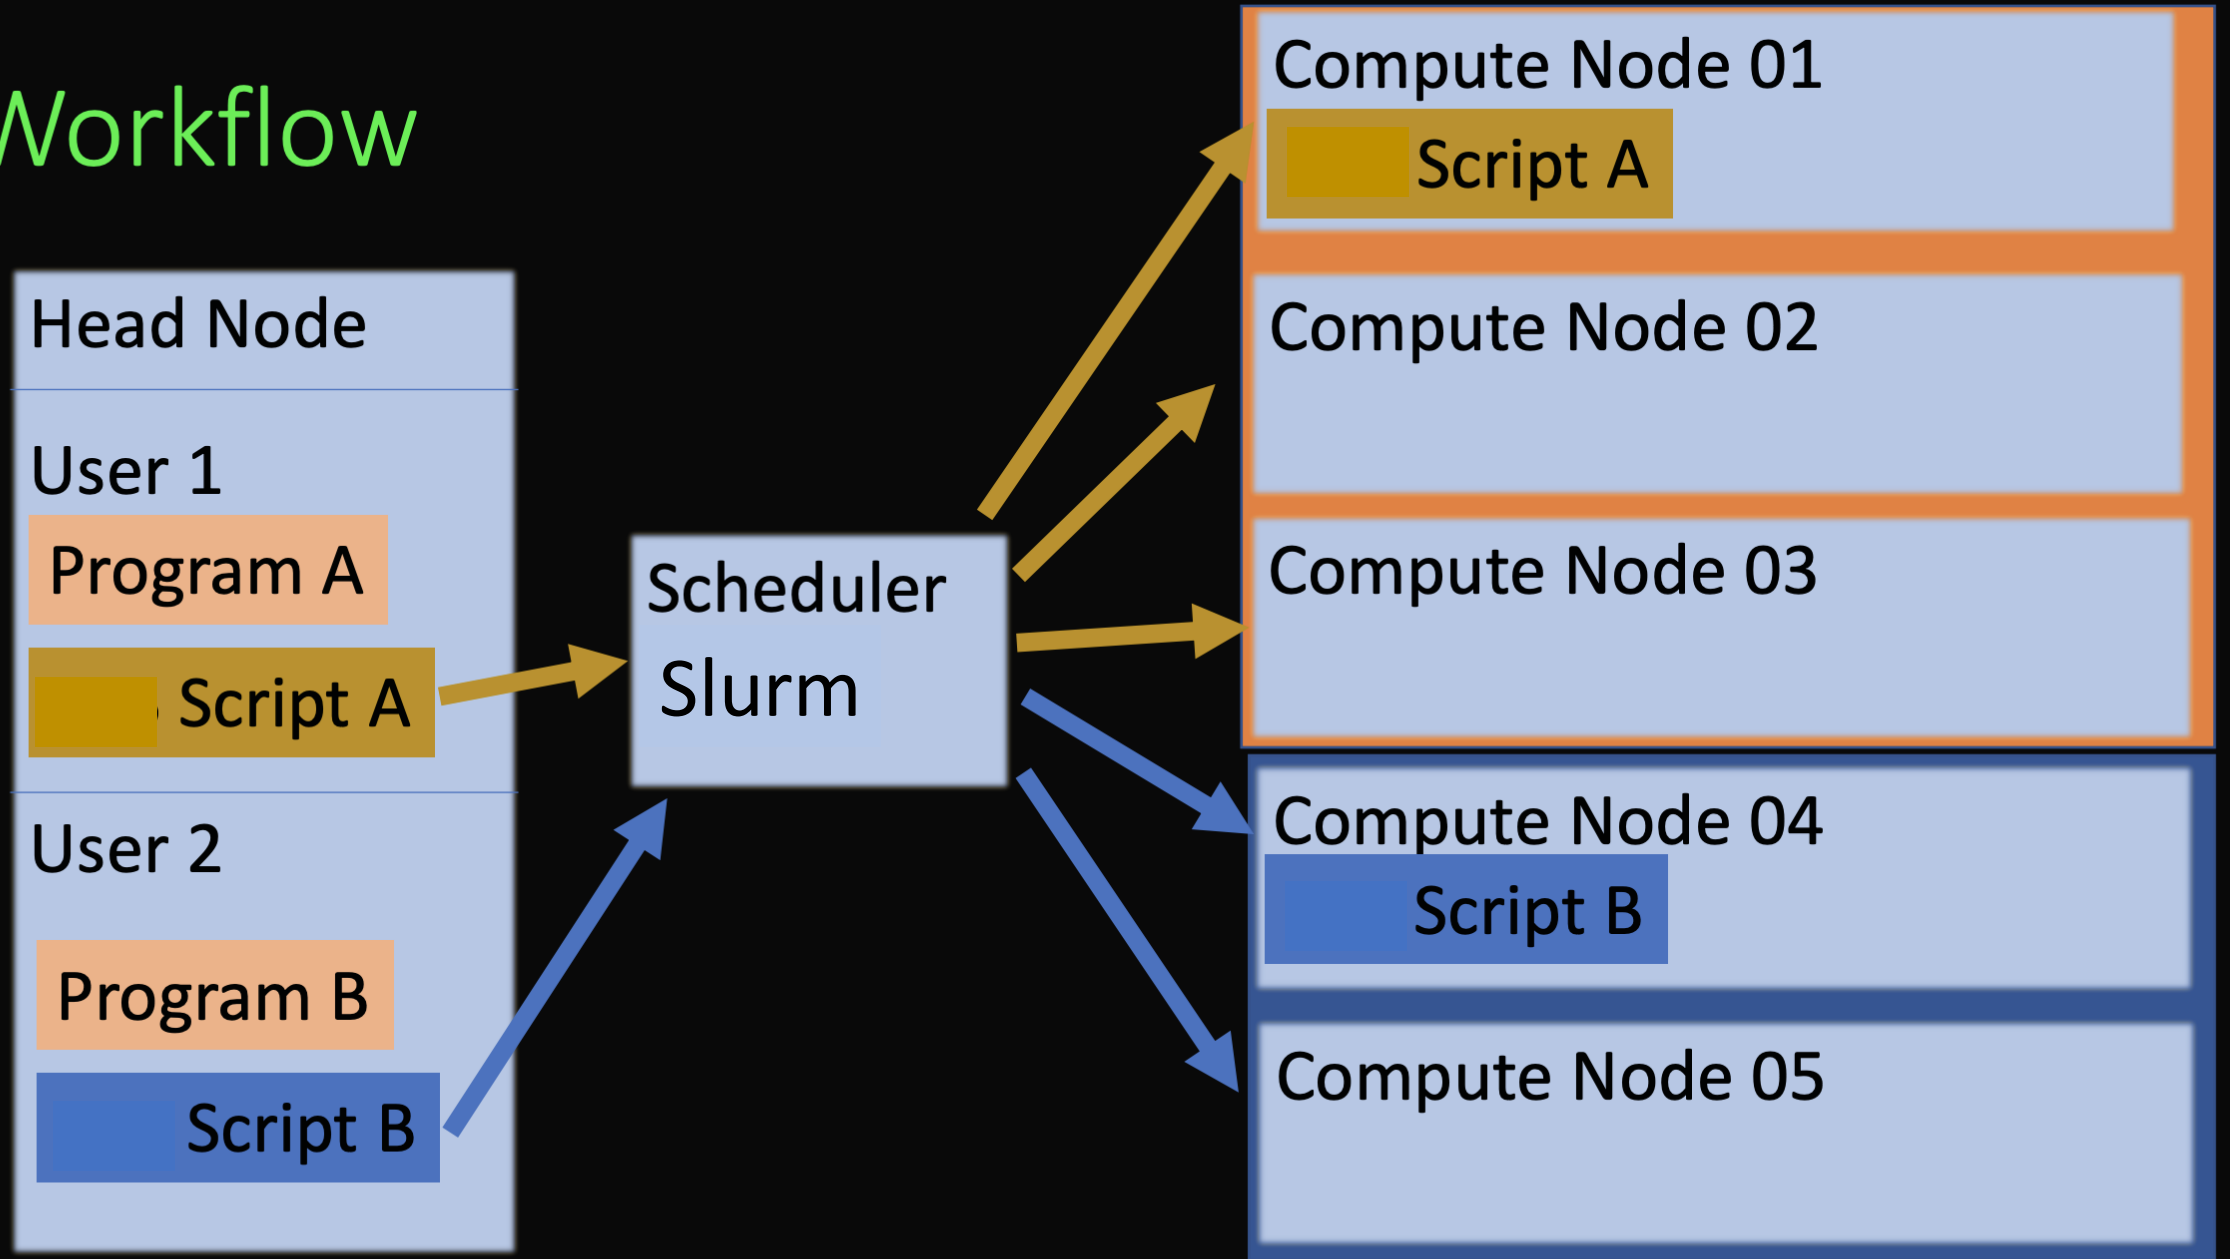 Workflow
Head Node
User 1
Program A
Script A
User 2
Program B
Script B
Scheduler
Slurm
Compute Node 01
Script A
Compute Node 02
Compute Node 03
Compute Node 04
Script B
Compute Node 05